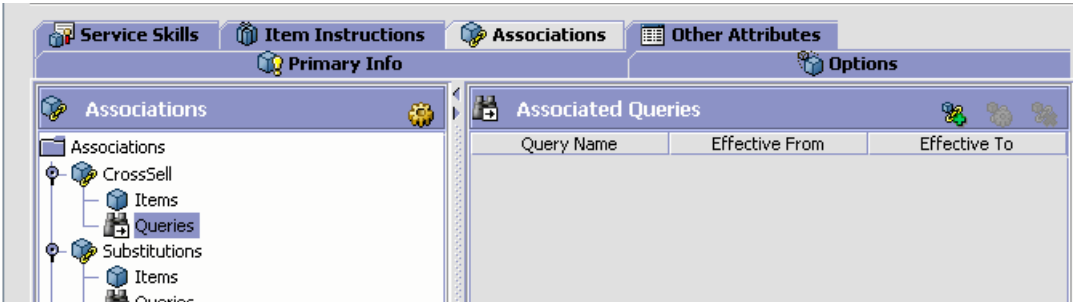 Service Skills Item Instructions Associations Other Attributes
Primary Info Options
Associations
Associations
CrossSell
Items
Queries
Substitutions
Items
Queries
Associated Queries
Query Name Effective From Effective To